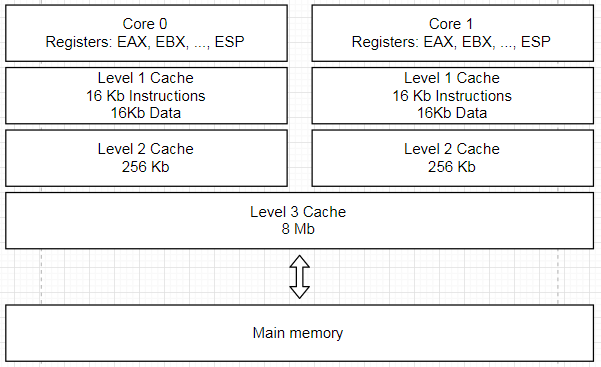 Core 0
Registers: EAX, EBX, ..., ESP
Core 1
Registers: EAX, EBX, ..., ESP
Level 1 Cache
16 Kb Instructions
16Kb Data
Level 1 Cache
16 Kb Instructions
16Kb Data
Level 2 Cache
256 Kb
Level 2 Cache
256 Kb
Level 3 Cache
8 Mb
Main memory